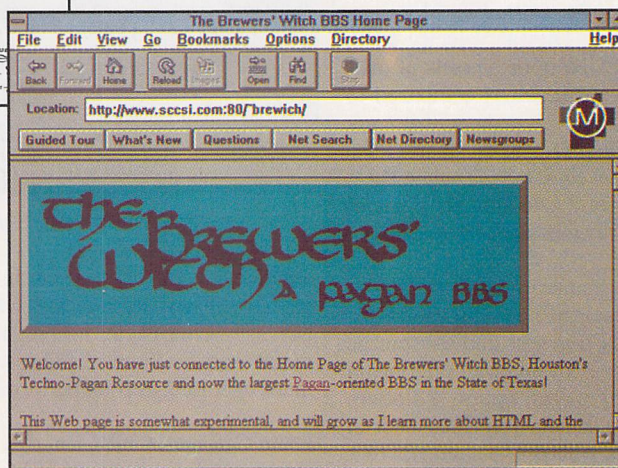 The Brewers' Witch BBS Home Page
File Edit View Go Bookmarks Options Directory Help
Back Forward Home Reload Images Open Find Stop
Location: http://www.sccsi.com:80/~brewich/
M
Guided Tour What's New Questions Net Search Net Directory Newsgroups
the Brewers'
Witch a pagan BBS
Welcome! You have just connected to the Home Page of The Brewers' Witch BBS, Houston's
Techno-Pagan Resource and now the largest Pagan-oriented BBS in the State of Texas!
This Web page is somewhat experimental, and will grow as I learn more about HTML and the